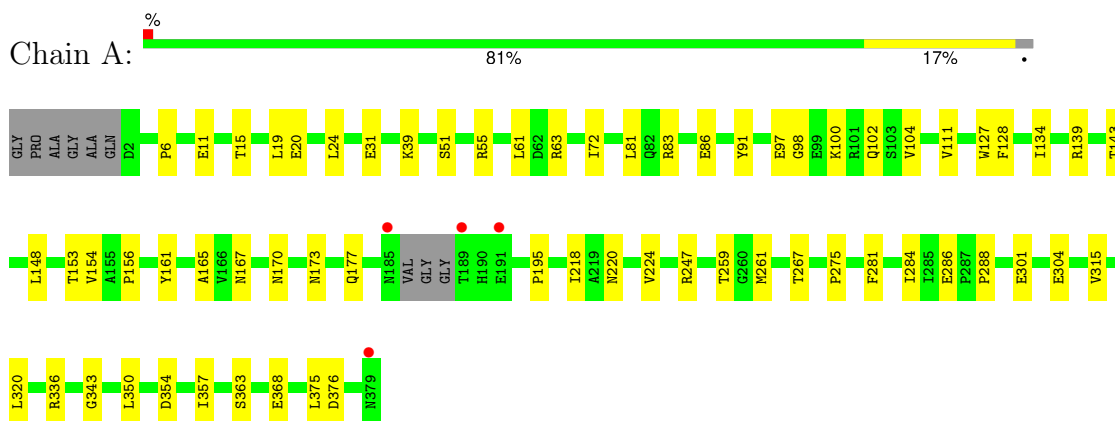 %
Chain A:
81% 17% •
GLY PRO ALA GLY ALA GLN D2 P6 E11 T15 L19 E20 L24 E31 K39 S51 R55 L61 D62 R63 I72 L81 Q82 R83 E86 Y91 E97 G98 E99 K100 R101 Q102 S103 V104 V111 W127 F128 I134 R139 T143
L148 T153 V154 A155 P156 Y161 A165 V166 N167 N170 N173 Q177 N185 VAL GLY GLY T189 H190 E191 P195 I218 A219 N220 V224 R247 T259 G260 M261 T267 P275 F281 I284 I285 E286 P287 P288 E301 E304 V315
L320 R336 G343 L350 D354 I357 S363 E368 L375 D376 N379